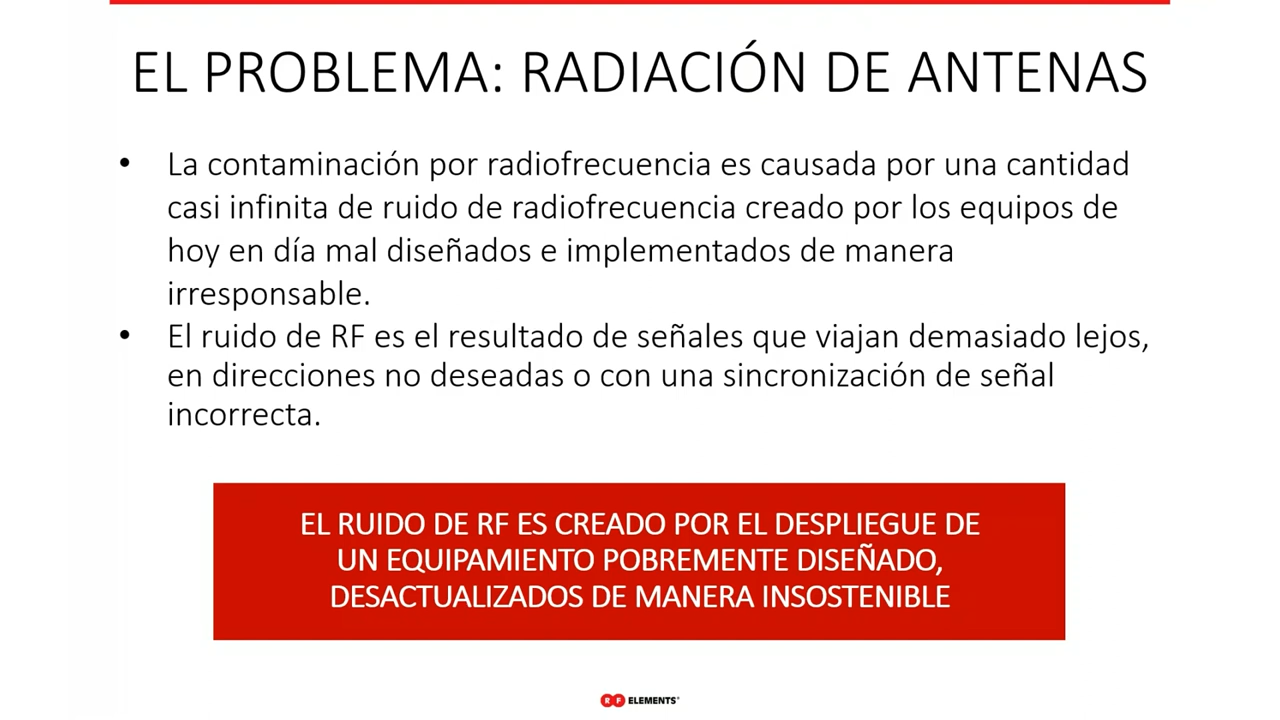 EL PROBLEMA: RADIACIÓN DE ANTENAS
• La contaminación por radiofrecuencia es causada por una cantidad
casi infinita de ruido de radiofrecuencia creado por los equipos de
hoy en día mal diseñados e implementados de manera
irresponsable.
• El ruido de RF es el resultado de señales que viajan demasiado lejos,
en direcciones no deseadas o con una sincronización de señal
incorrecta.
EL RUIDO DE RF ES CREADO POR EL DESPLIEGUE DE
UN EQUIPAMIENTO POBREMENTE DISEÑADO,
DESACTUALIZADOS DE MANERA INSOSTENIBLE
RF ELEMENTS